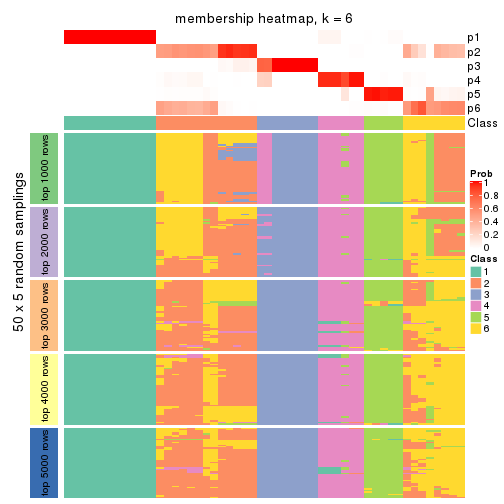 membership heatmap, k = 6
p1
p2
p3
p4
p5
p6
Class
50 x 5 random samplings
top 1000 rows
top 2000 rows
top 3000 rows
top 4000 rows
top 5000 rows
Prob
1
0.8
0.6
0.4
0.2
0
Class
1
2
3
4
5
6